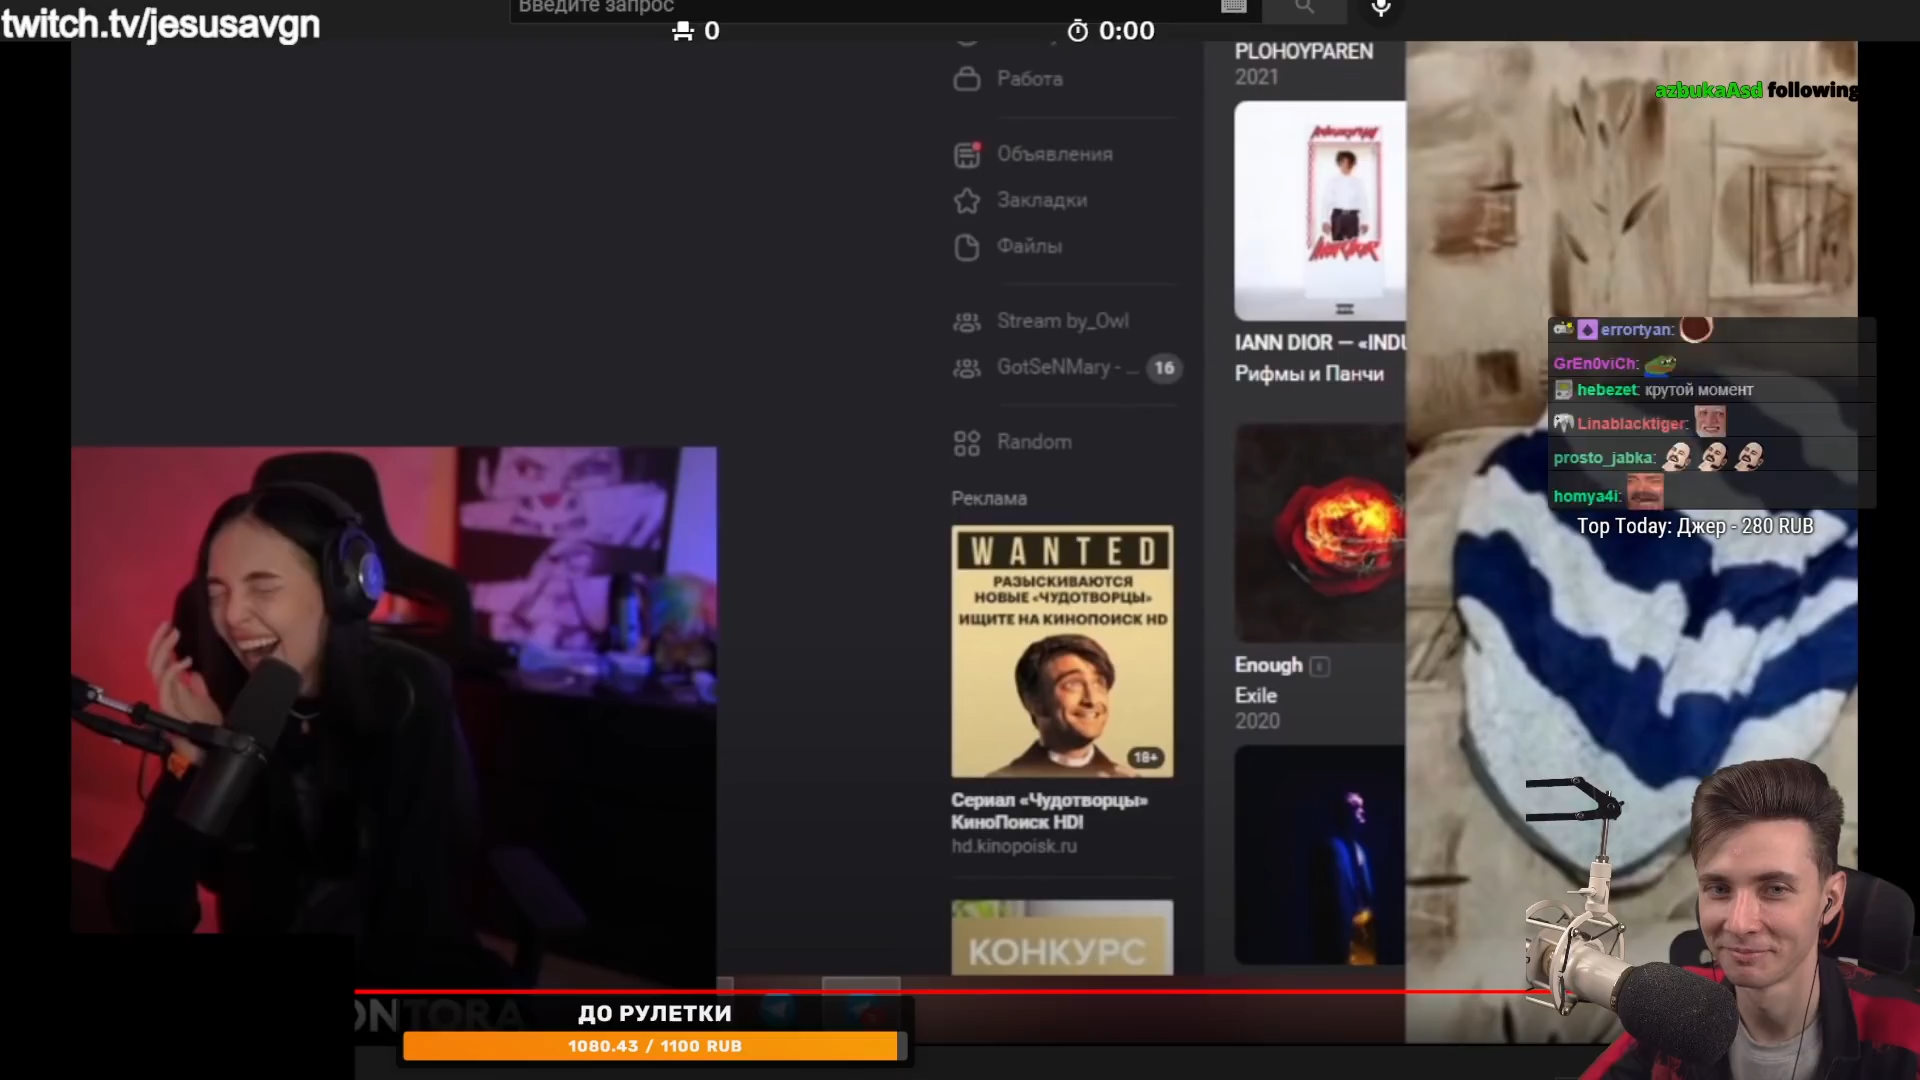 twitch.tv/jesusavgn
Введите запрос
0
0:00
azbukaAsd following
Работа
Объявления
Закладки
Файлы
Stream by_Owl
GotSeNMary - ...
16
Random
Реклама
WANTED
РАЗЫСКИВАЮТСЯ
НОВЫЕ «ЧУДОТВОРЦЫ»
ИЩИТЕ НА КИНОПОИСК HD
18+
Сериал «Чудотворцы»
КиноПоиск HD!
hd.kinopoisk.ru
КОНКУРС
PLOHOYPAREN
2021
IANN DIOR — «INDU
Рифмы и Панчи
Enough E
Exile
2020
errortyan:
GrEn0viCh:
hebezet: крутой момент
Linablacktiger:
prosto_jabka:
homya4i:
Top Today: Джер - 280 RUB
ONTORA
ДО РУЛЕТКИ
1080.43 / 1100 RUB